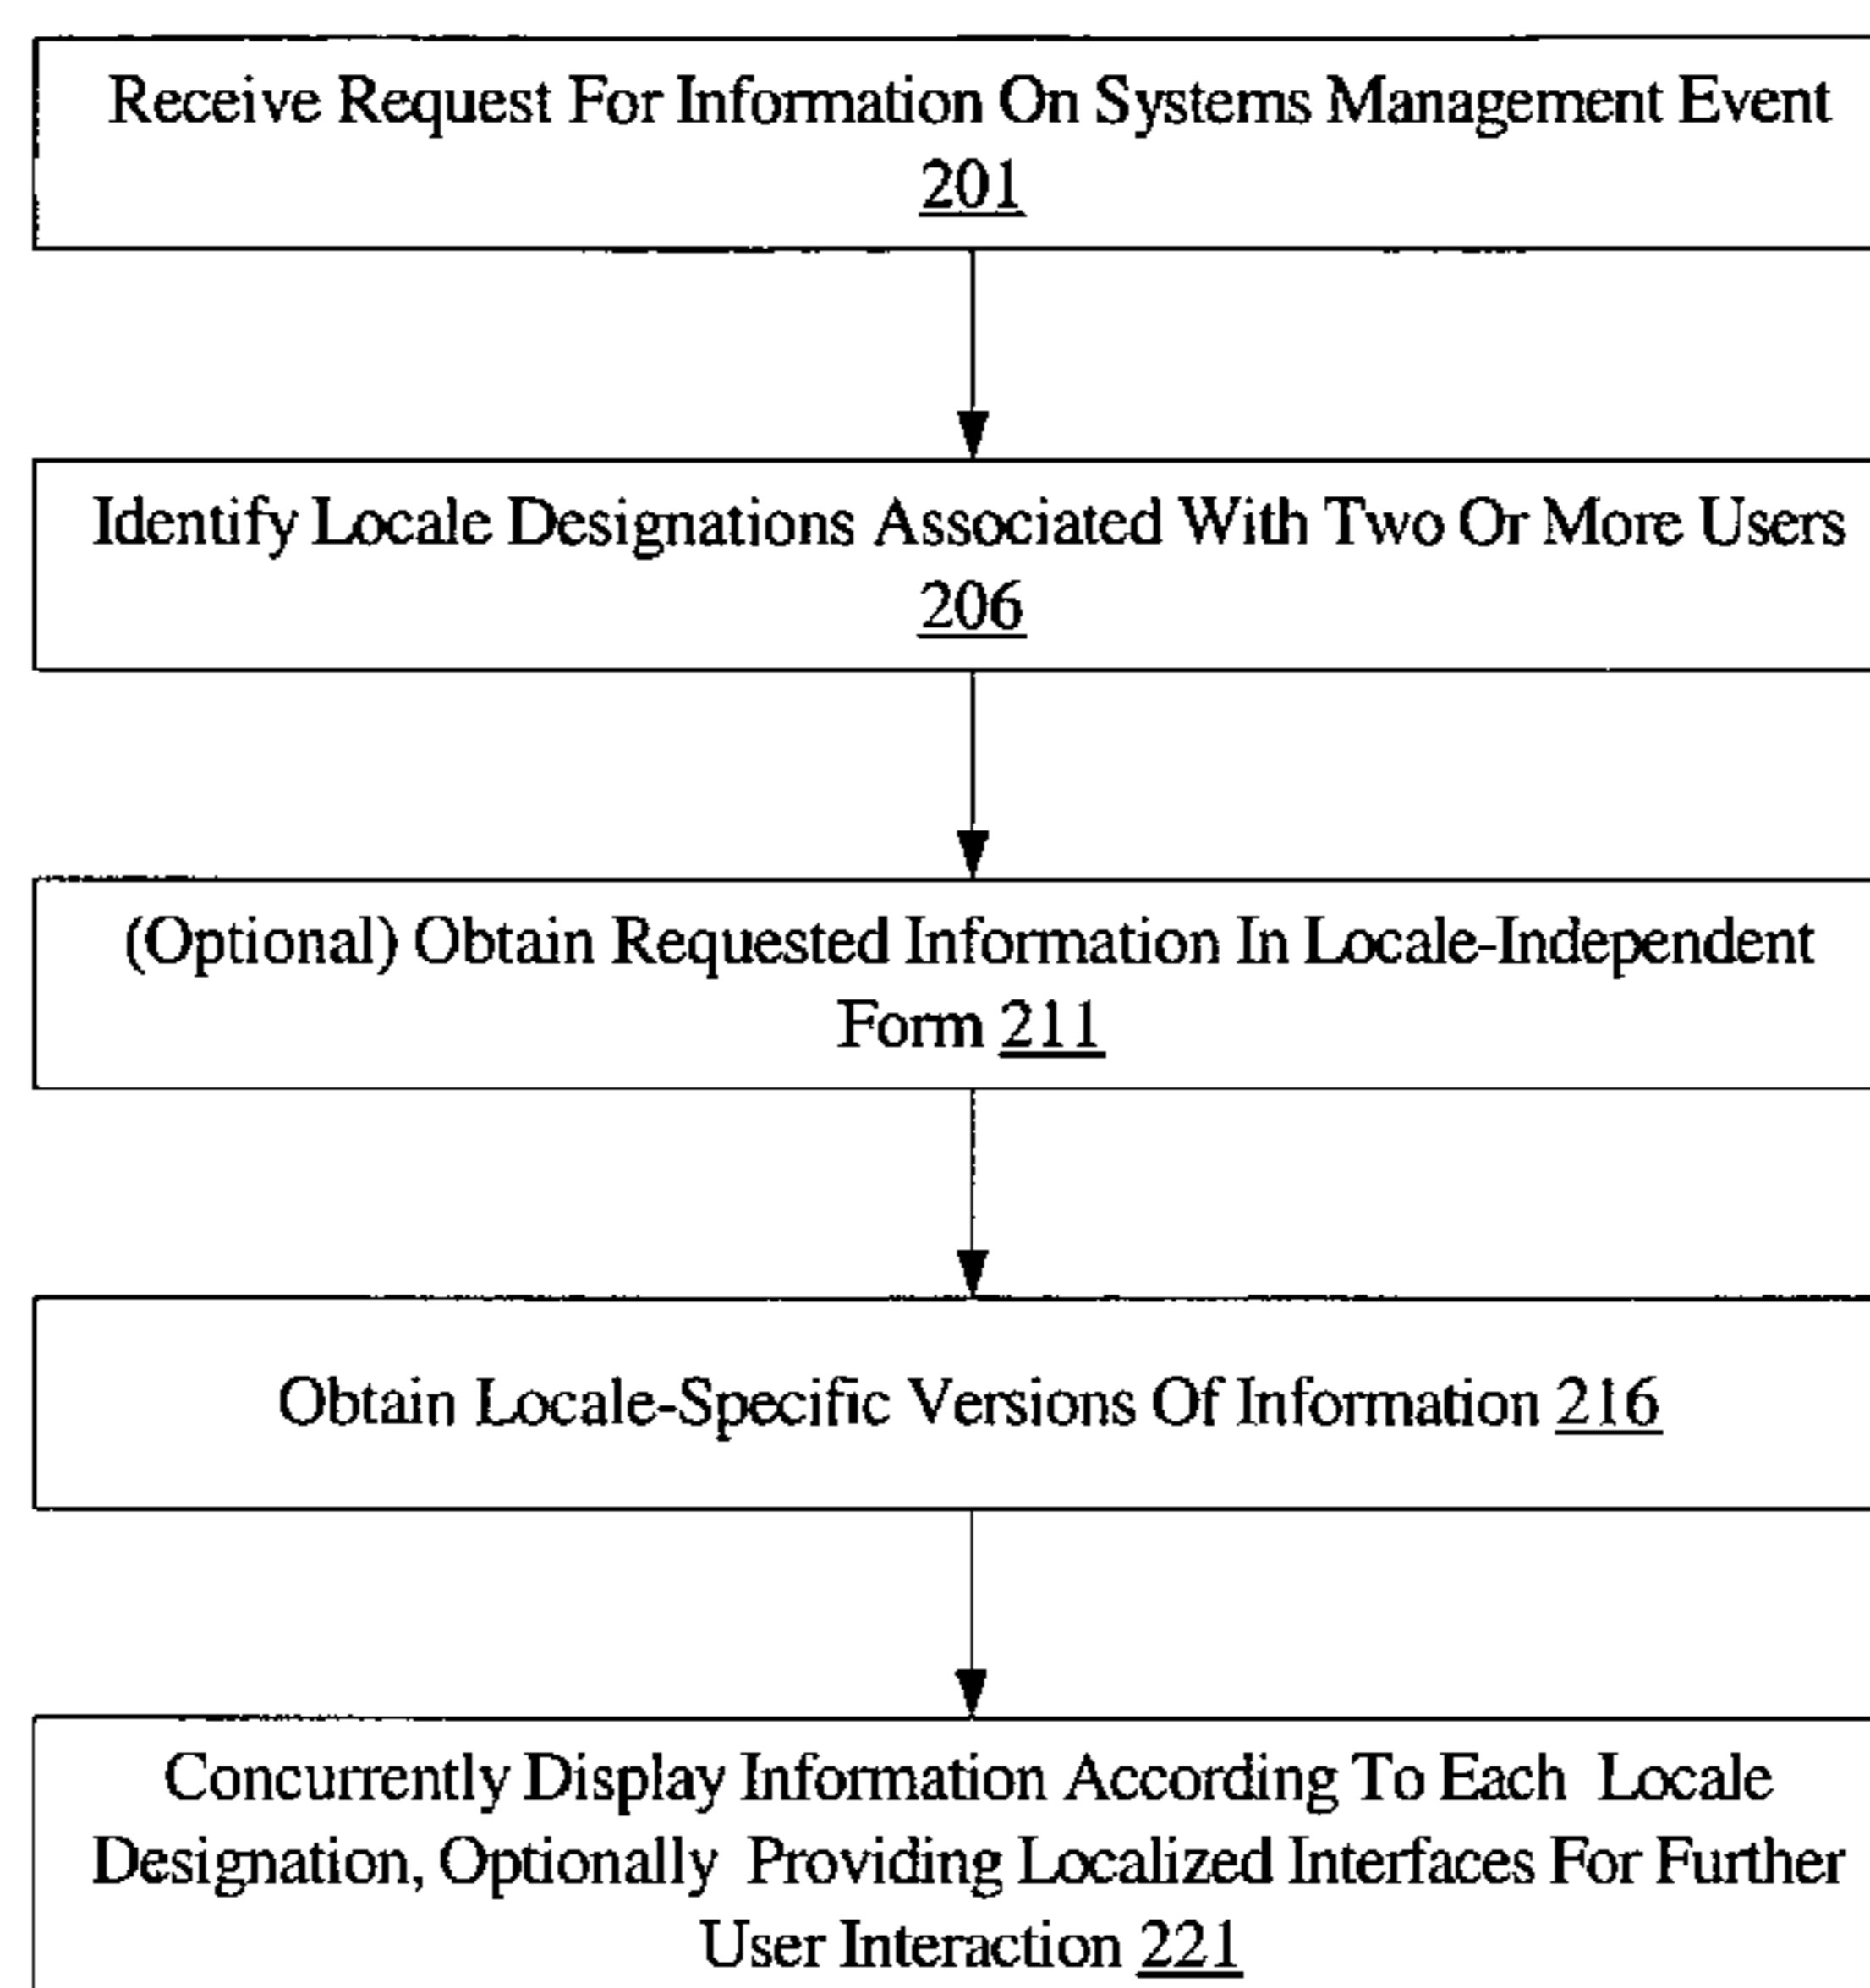 Receive Request For Information On Systems Management Event
201
Identify Locale Designations Associated With Two Or More Users
206
(Optional) Obtain Requested Information In Locale-Independent
Form 211
Obtain Locale-Specific Versions Of Information 216
Concurrently Display Information According To Each Locale
Designation, Optionally Providing Localized Interfaces For Further
User Interaction 221